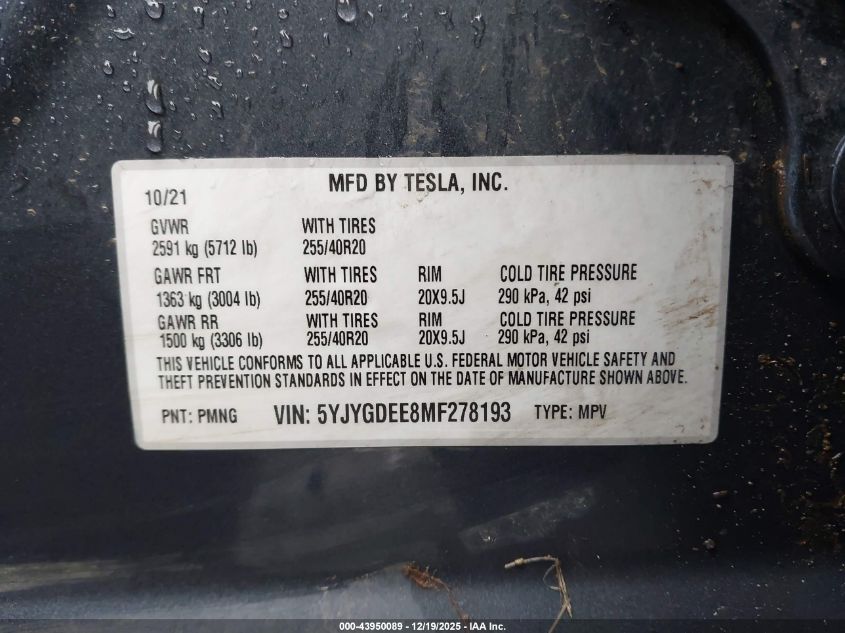 MFD BY TESLA, INC.
10/21
GVWR WITH TIRES
2591 kg (5712 lb) 255/40R20
GAWR FRT WITH TIRES RIM COLD TIRE PRESSURE
1363 kg (3004 lb) 255/40R20 20X9.5J 290 kPa, 42 psi
GAWR RR WITH TIRES RIM COLD TIRE PRESSURE
1500 kg (3306 lb) 255/40R20 20X9.5J 290 kPa, 42 psi
THIS VEHICLE CONFORMS TO ALL APPLICABLE U.S. FEDERAL MOTOR VEHICLE SAFETY AND
THEFT PREVENTION STANDARDS IN EFFECT ON THE DATE OF MANUFACTURE SHOWN ABOVE.
PNT: PMNG VIN: 5YJYGDEE8MF278193 TYPE: MPV
000-43950089 - 12/19/2025 - IAA Inc.